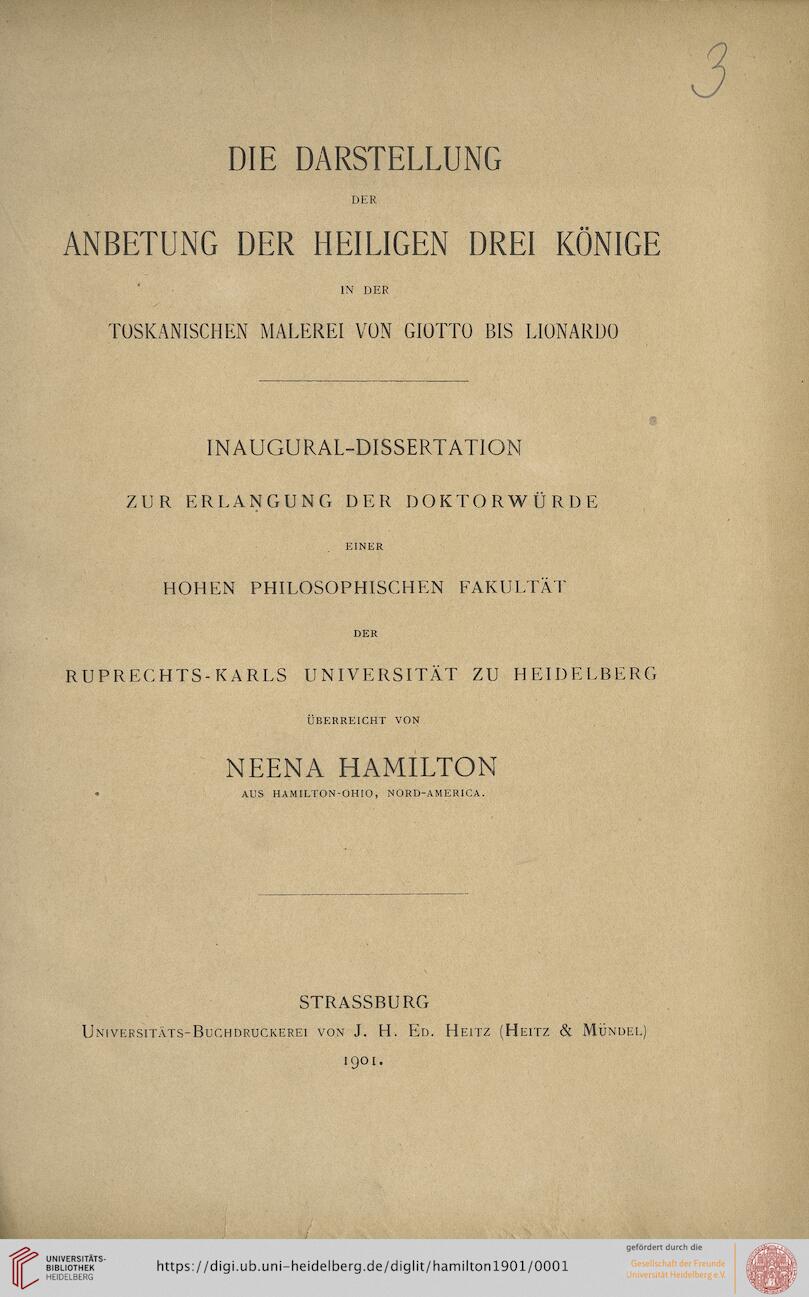 3
DIE DARSTELLUNG
DER
ANBETUNG DER HEILIGEN DREI KÖNIGE
IN DER
TOSKANISCHEN MALEREI VON GIOTTO BIS LIONARDO
INAUGURAL-DISSERTATION
ZUR ERLANGUNG DER DOKTORWÜRDE
EINER
HOHEN PHILOSOPHISCHEN FAKULTÄT
DER
RUPRECHTS-KARLS UNIVERSITÄT ZU HEIDELBERG
ÜBERREICHT VON
NEENA HAMILTON
AUS HAMILTON-OHIO, NORD-AMERICA.
STRASSBURG
UNIVERSITÄTS-BUCHDRUCKEREI VON J. H. ED. HEITZ (HEITZ & MÜNDEL)
1901.
UNIVERSITÄTS-
BIBLIOTHEK
HEIDELBERG
https://digi.ub.uni-heidelberg.de/diglit/hamilton1901/0001
gefördert durch die
Gesellschaft der Freunde
Universität Heidelberg e.V.